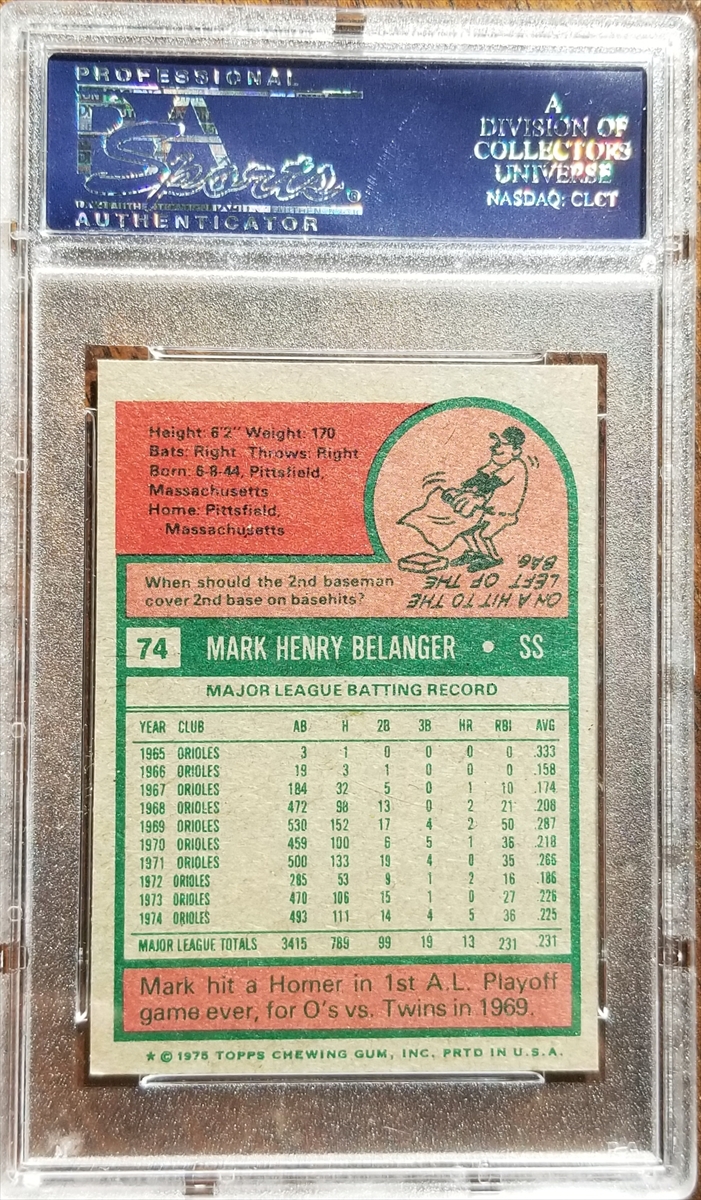 PROFESSIONAL
PSA
Sports®
AUTHENTICATOR
A
DIVISION OF
COLLECTORS
UNIVERSE
NASDAQ: CLCT
Height: 6'2" Weight: 170
Bats: Right Throws: Right
Born: 6-8-44, Pittsfield,
Massachusetts
Home: Pittsfield,
Massachusetts
When should the 2nd baseman
cover 2nd base on basehits?
ON A HIT TO THE
LEFT OF THE
BAG
74 MARK HENRY BELANGER • SS
MAJOR LEAGUE BATTING RECORD
YEAR CLUB AB H 2B 3B HR RBI AVG
1965 ORIOLES 3 1 0 0 0 0 .333
1966 ORIOLES 19 3 1 0 0 0 .158
1967 ORIOLES 184 32 5 0 1 10 .174
1968 ORIOLES 472 98 13 0 2 21 .208
1969 ORIOLES 530 152 17 4 2 50 .287
1970 ORIOLES 459 100 6 5 1 36 .218
1971 ORIOLES 500 133 19 4 0 35 .266
1972 ORIOLES 285 53 9 1 2 16 .186
1973 ORIOLES 470 106 15 1 0 27 .226
1974 ORIOLES 493 111 14 4 5 36 .225
MAJOR LEAGUE TOTALS 3415 789 99 19 13 231 .231
Mark hit a Homer in 1st A.L. Playoff
game ever, for O's vs. Twins in 1969.
★ © 1975 TOPPS CHEWING GUM, INC. PRTD IN U.S.A.